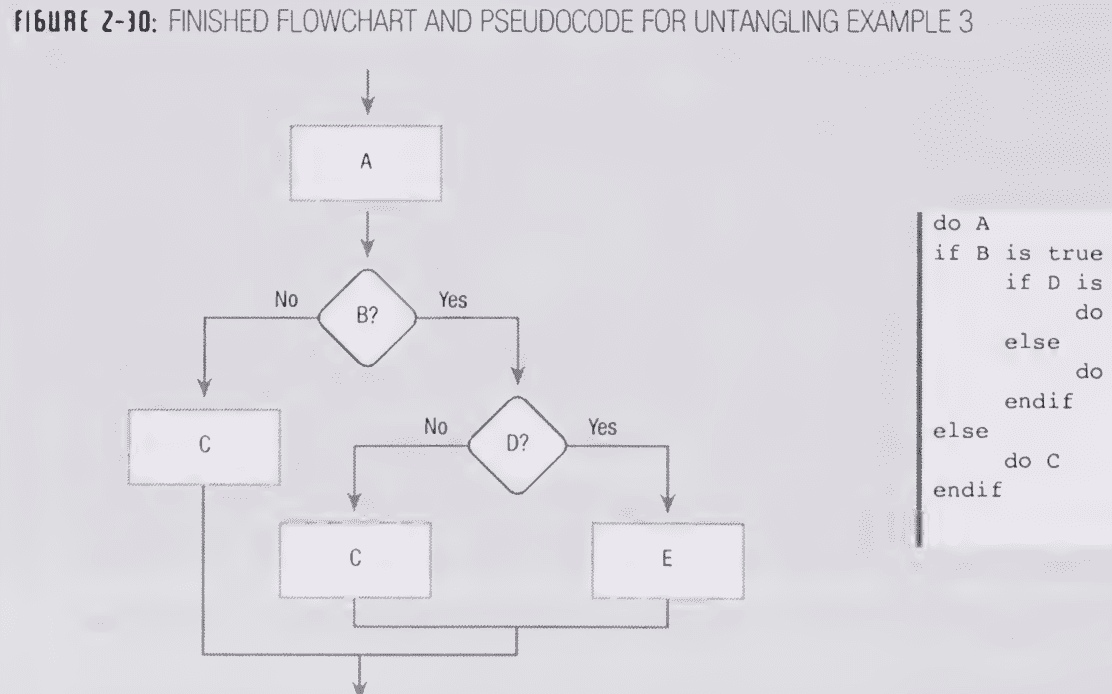 FIGURE 2-30: FINISHED FLOWCHART AND PSEUDOCODE FOR UNTANGLING EXAMPLE 3
A
B?
No
Yes
C
D?
No
Yes
C
E
do A
if B is true
if D is
do
else
do
endif
else
do C
endif